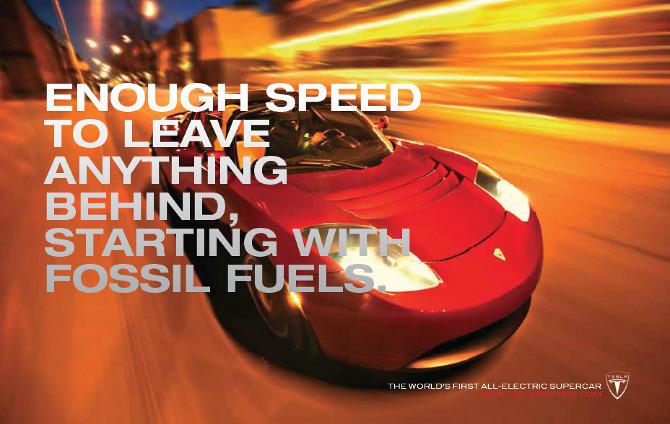 ENOUGH SPEED
TO LEAVE
ANYTHING
BEHIND,
STARTING WITH
FOSSIL FUELS.
THE WORLD'S FIRST ALL-ELECTRIC SUPERCAR
TESLA